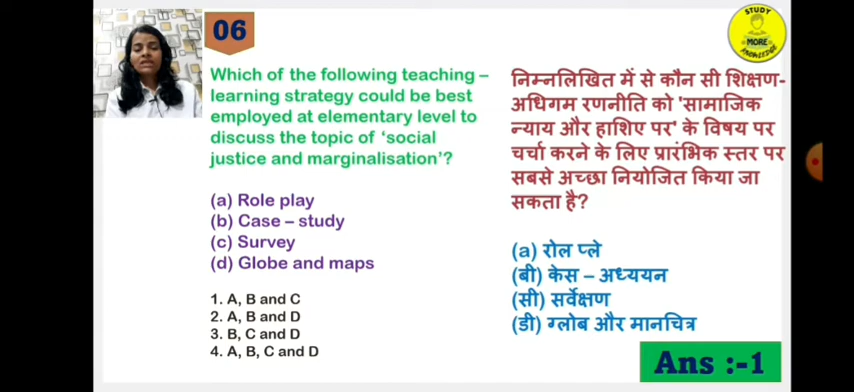 06
STUDY
MORE
KNOWLEDGE
Which of the following teaching –
learning strategy could be best
employed at elementary level to
discuss the topic of ‘social
justice and marginalisation’?
(a) Role play
(b) Case – study
(c) Survey
(d) Globe and maps
1. A, B and C
2. A, B and D
3. B, C and D
4. A, B, C and D
निम्नलिखित में से कौन सी शिक्षण-
अधिगम रणनीति को 'सामाजिक
न्याय और हाशिए पर' के विषय पर
चर्चा करने के लिए प्रारंभिक स्तर पर
सबसे अच्छा नियोजित किया जा
सकता है?
(a) रोल प्ले
(बी) केस – अध्ययन
(सी) सर्वेक्षण
(डी) ग्लोब और मानचित्र
Ans :-1